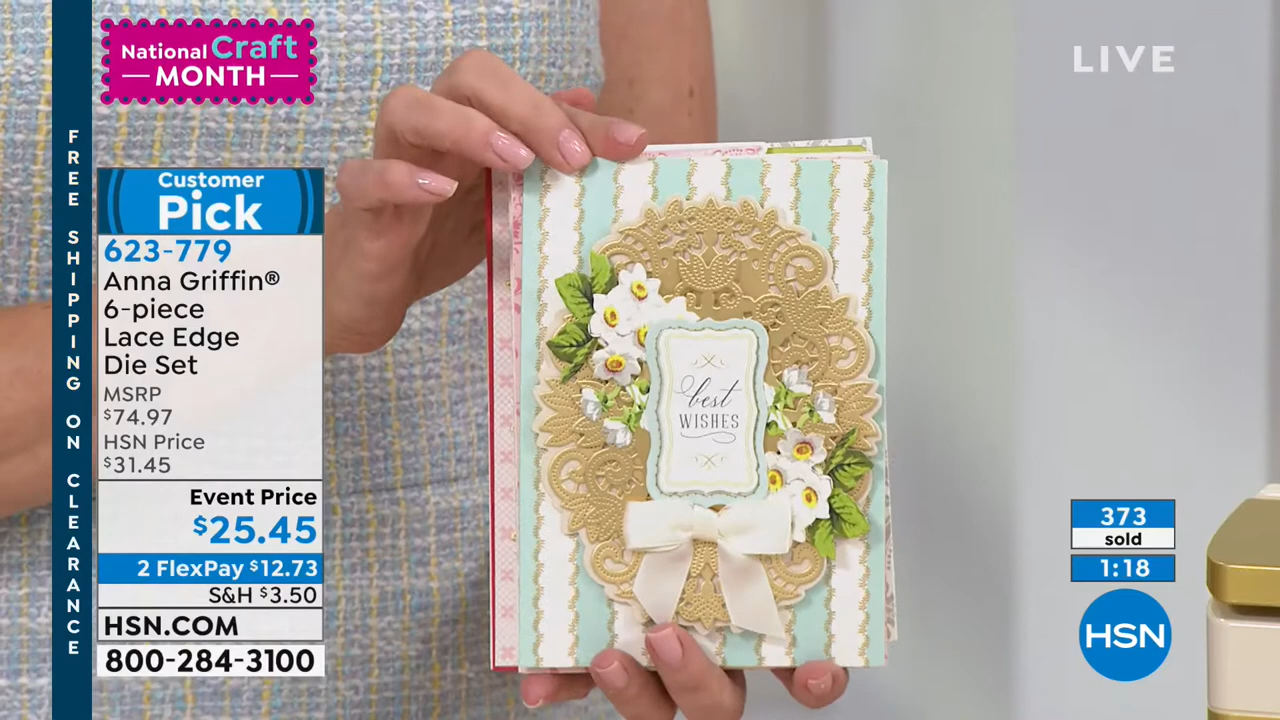 National Craft
MONTH
LIVE
FREE SHIPPING ON CLEARANCE
Customer
Pick
623-779
Anna Griffin®
6-piece
Lace Edge
Die Set
MSRP
$74.97
HSN Price
$31.45
Event Price
$25.45
2 FlexPay $12.73
S&H $3.50
HSN.COM
800-284-3100
best
WISHES
373
sold
1:18
HSN